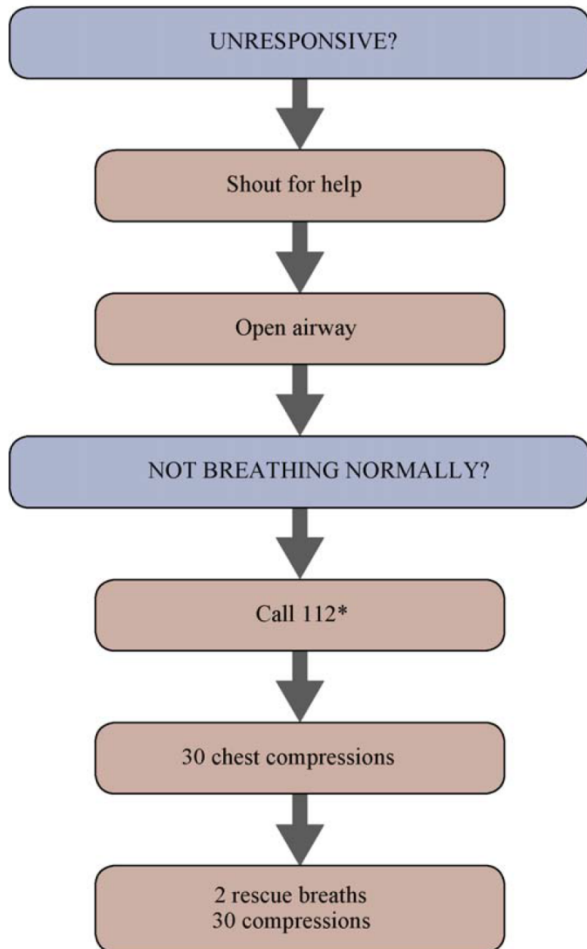 UNRESPONSIVE?
Shout for help
Open airway
NOT BREATHING NORMALLY?
Call 112*
30 chest compressions
2 rescue breaths
30 compressions